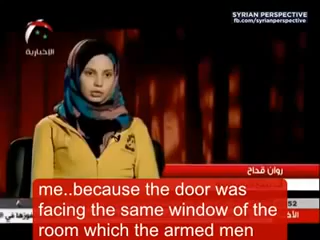 SYRIAN PERSPECTIVE
fb.com/syrianperspective
الإخبارية
روان قداح
me..because the door was
facing the same window of the
room which the armed men